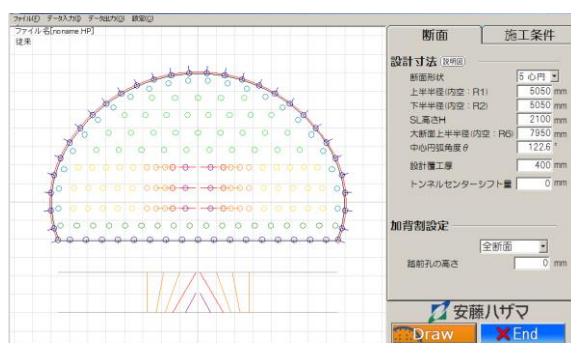 ファイル(F) データ入力(I) データ出力(O) 設定(C)
ファイル名[noname.HP]
従来
断面 施工条件
設計寸法 説明図
断面形状 5 心円
上半半径(内空：R1) 5050 mm
下半半径(内空：R2) 5050 mm
SL高さH 2100 mm
大断面上半半径(内空：R6) 7950 mm
中心円弧角度θ 122.6 °
設計覆工厚 400 mm
トンネルセンターシフト量 0 mm
加背割設定
全断面
踏前孔の高さ 0 mm
安藤ハザマ
Draw End